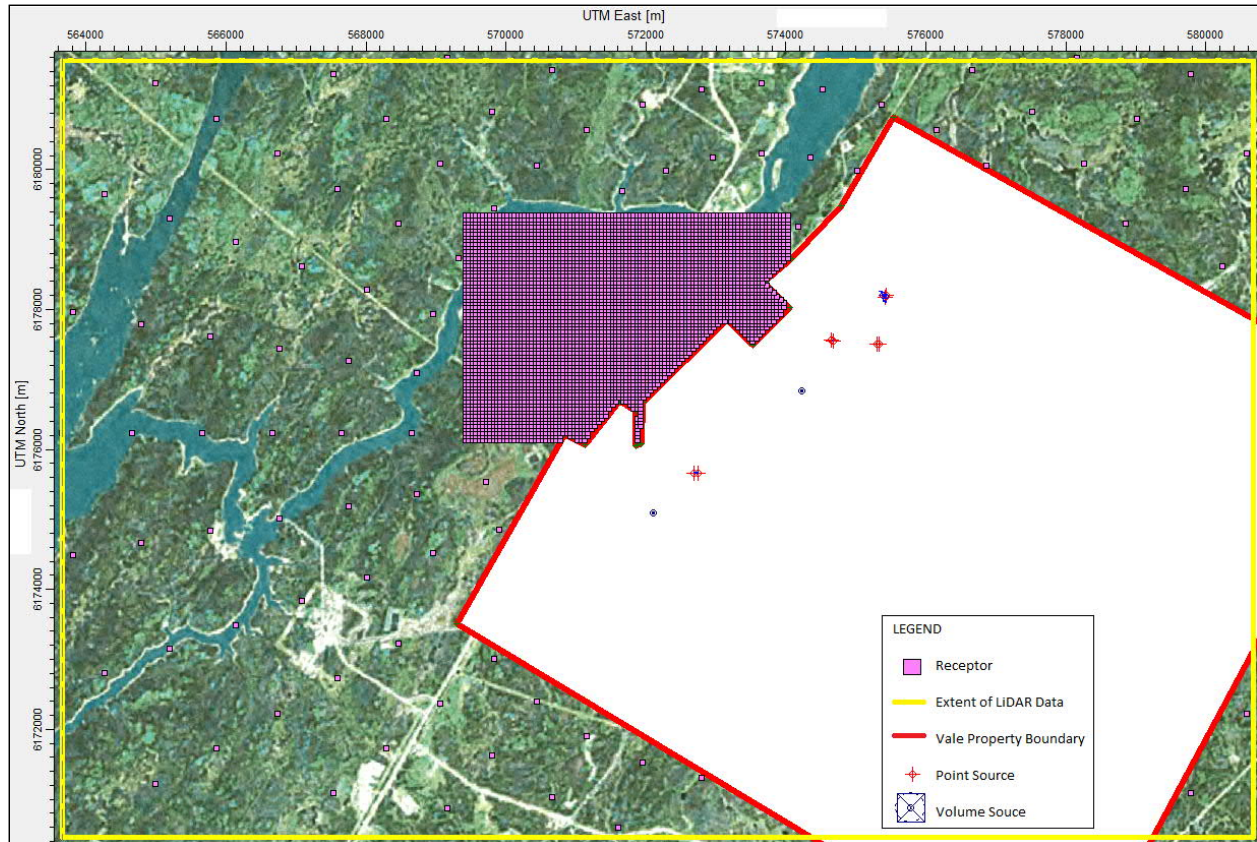 UTM East [m]
564000 566000 568000 570000 572000 574000 576000 578000 580000
UTM North [m]
6180000
6178000
6176000
6174000
6172000
LEGEND
Receptor
Extent of LiDAR Data
Vale Property Boundary
Point Source
Volume Souce